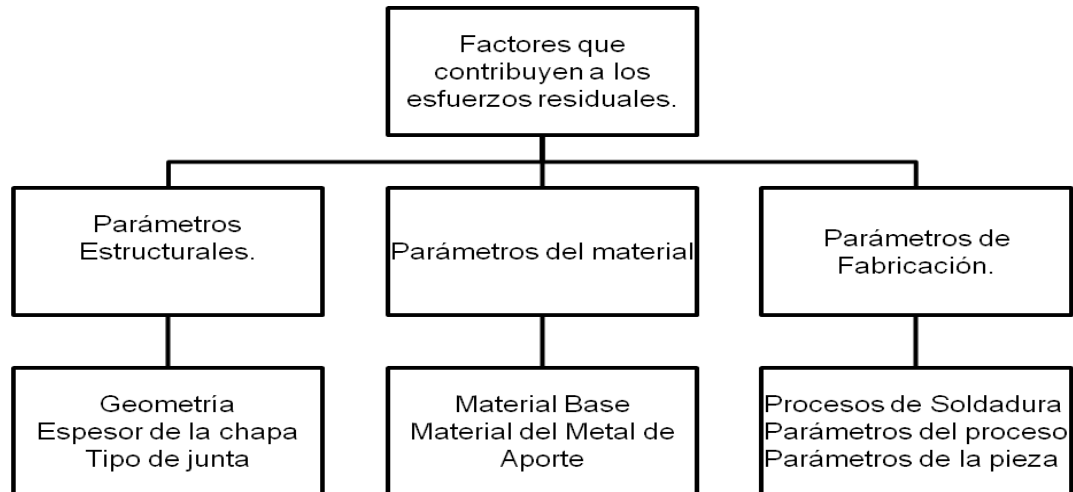 Factores que
contribuyen a los
esfuerzos residuales.
Parámetros
Estructurales.
Parámetros del material
Parámetros de
Fabricación.
Geometría
Espesor de la chapa
Tipo de junta
Material Base
Material del Metal de
Aporte
Procesos de Soldadura
Parámetros del proceso
Parámetros de la pieza